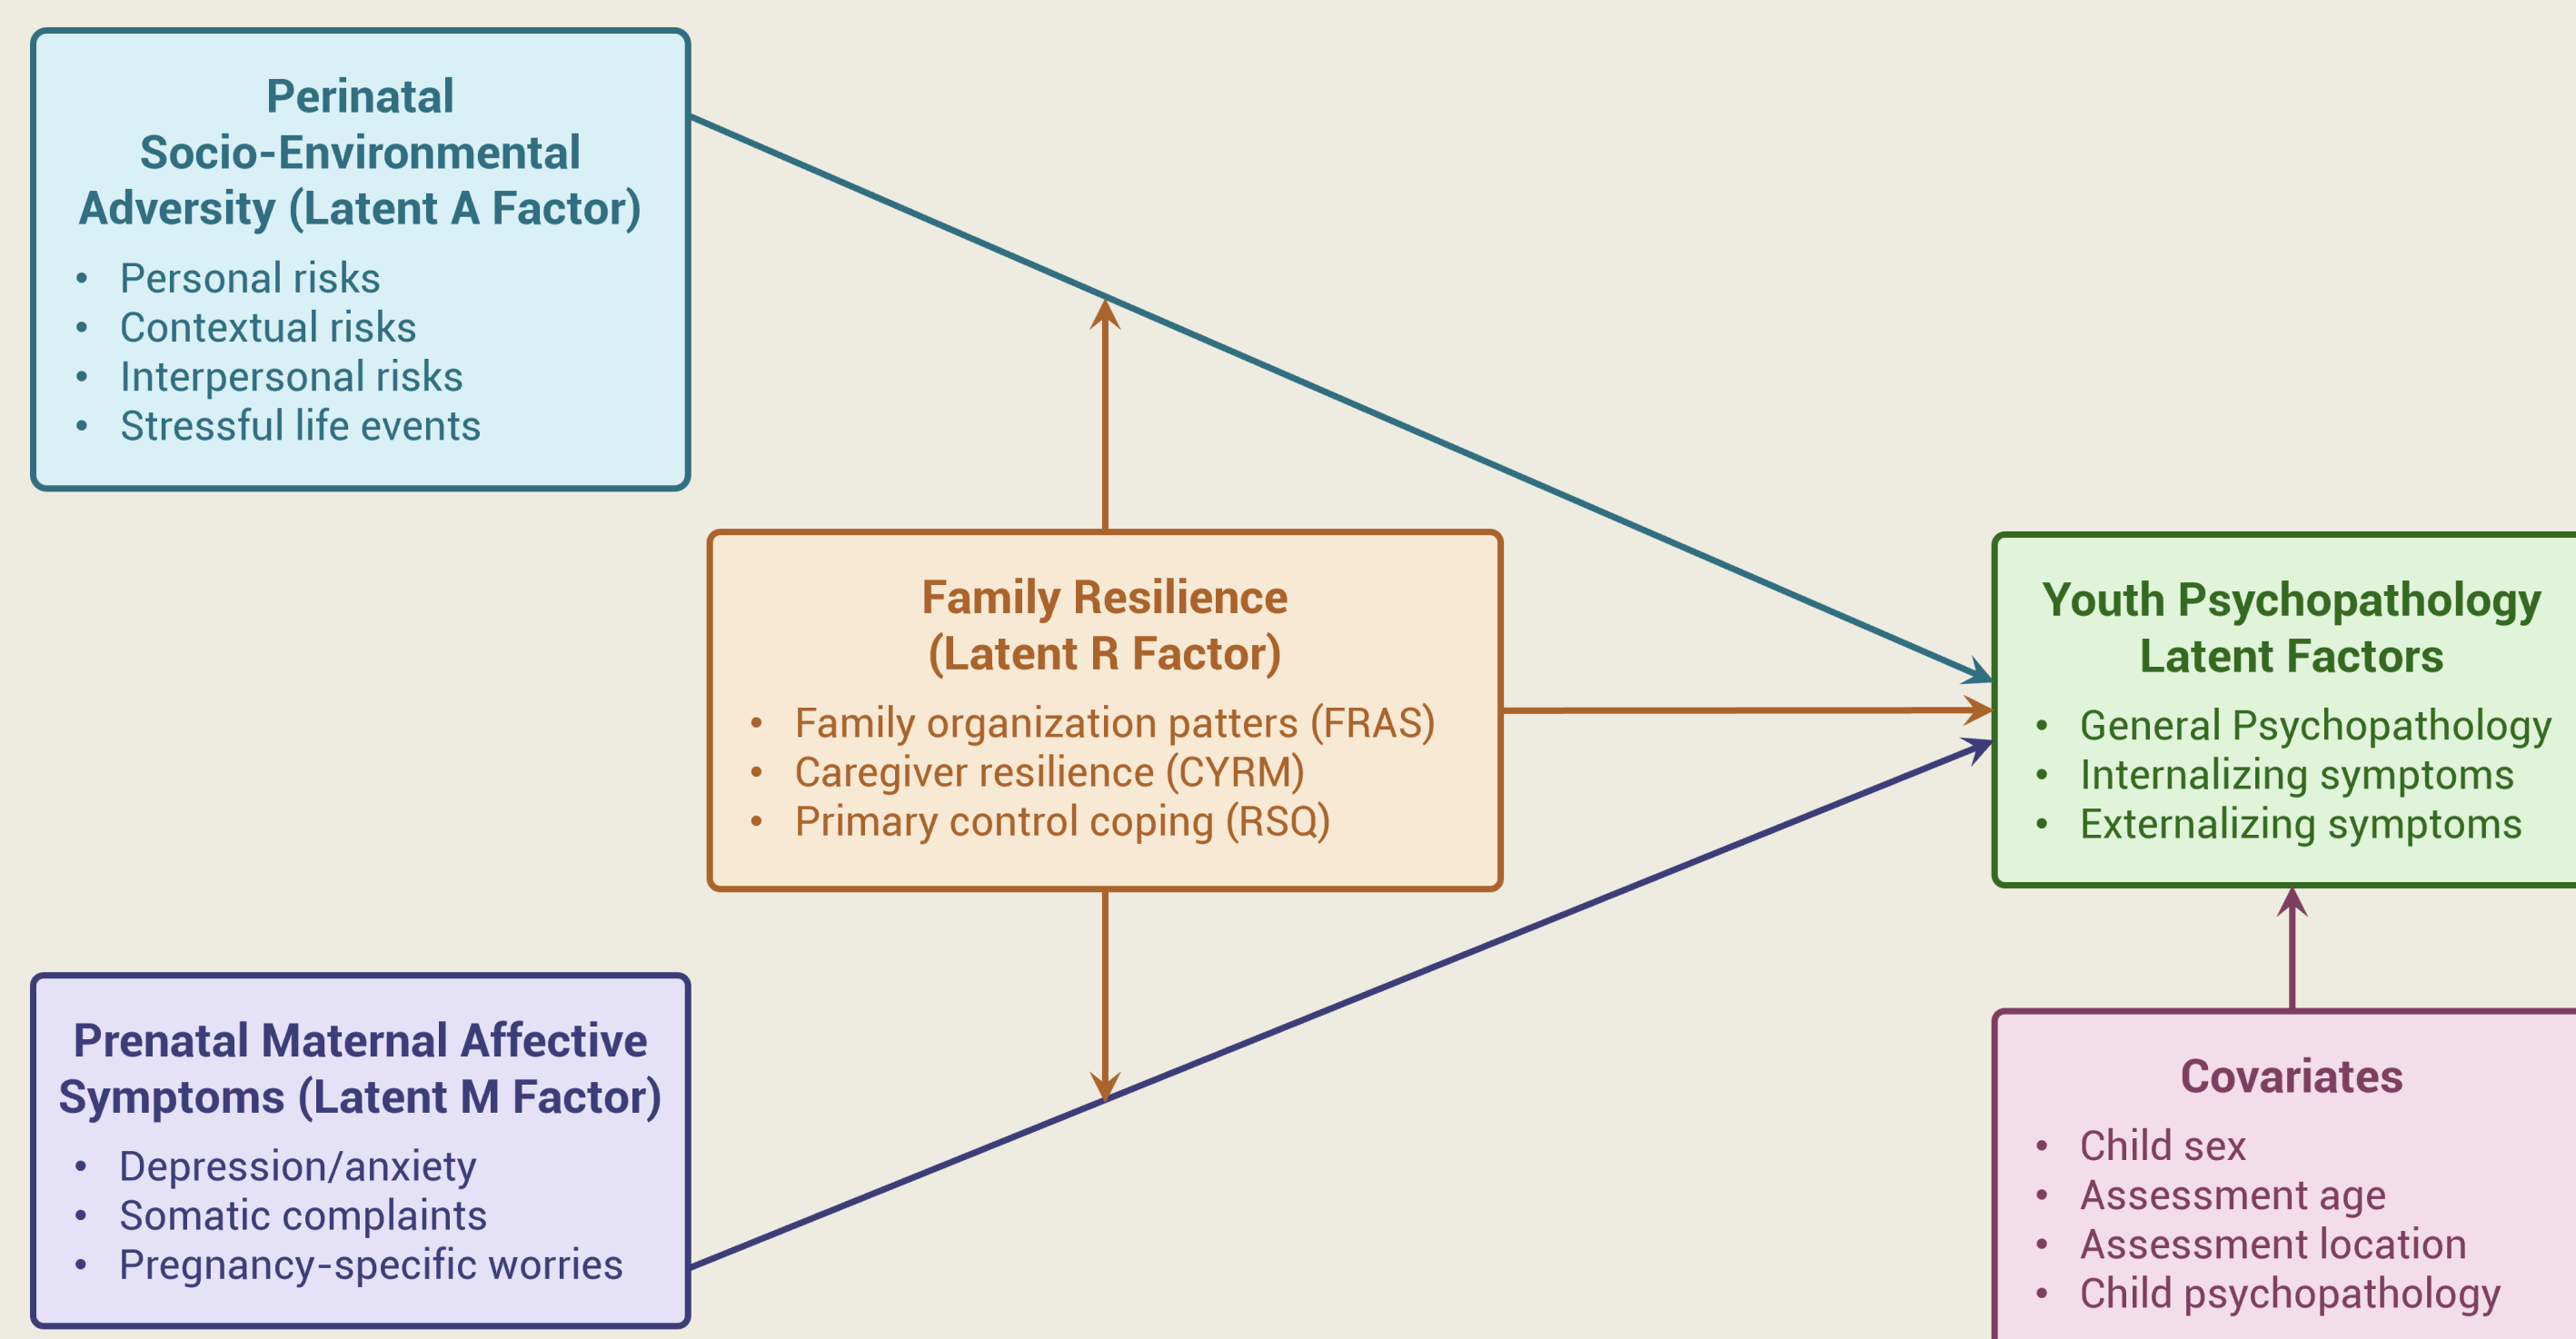 Perinatal
Socio-Environmental
Adversity (Latent A Factor)
• Personal risks
• Contextual risks
• Interpersonal risks
• Stressful life events
Family Resilience
(Latent R Factor)
• Family organization patters (FRAS)
• Caregiver resilience (CYRM)
• Primary control coping (RSQ)
Youth Psychopathology
Latent Factors
• General Psychopathology
• Internalizing symptoms
• Externalizing symptoms
Prenatal Maternal Affective
Symptoms (Latent M Factor)
• Depression/anxiety
• Somatic complaints
• Pregnancy-specific worries
Covariates
• Child sex
• Assessment age
• Assessment location
• Child psychopathology